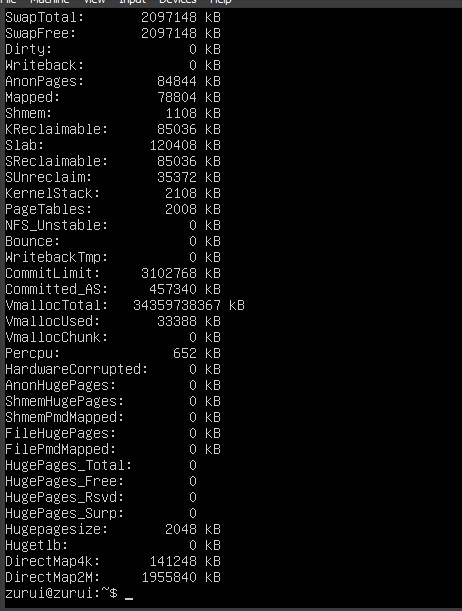 File Machine View Input Devices Help
SwapTotal: 2097148 kB
SwapFree: 2097148 kB
Dirty: 0 kB
Writeback: 0 kB
AnonPages: 84844 kB
Mapped: 78804 kB
Shmem: 1108 kB
KReclaimable: 85036 kB
Slab: 120408 kB
SReclaimable: 85036 kB
SUnreclaim: 35372 kB
KernelStack: 2108 kB
PageTables: 2008 kB
NFS_Unstable: 0 kB
Bounce: 0 kB
WritebackTmp: 0 kB
CommitLimit: 3102768 kB
Committed_AS: 457340 kB
VmallocTotal: 34359738367 kB
VmallocUsed: 33388 kB
VmallocChunk: 0 kB
Percpu: 652 kB
HardwareCorrupted: 0 kB
AnonHugePages: 0 kB
ShmemHugePages: 0 kB
ShmemPmdMapped: 0 kB
FileHugePages: 0 kB
FilePmdMapped: 0 kB
HugePages_Total: 0
HugePages_Free: 0
HugePages_Rsvd: 0
HugePages_Surp: 0
Hugepagesize: 2048 kB
Hugetlb: 0 kB
DirectMap4k: 141248 kB
DirectMap2M: 1955840 kB
zurui@zurui:~$ _